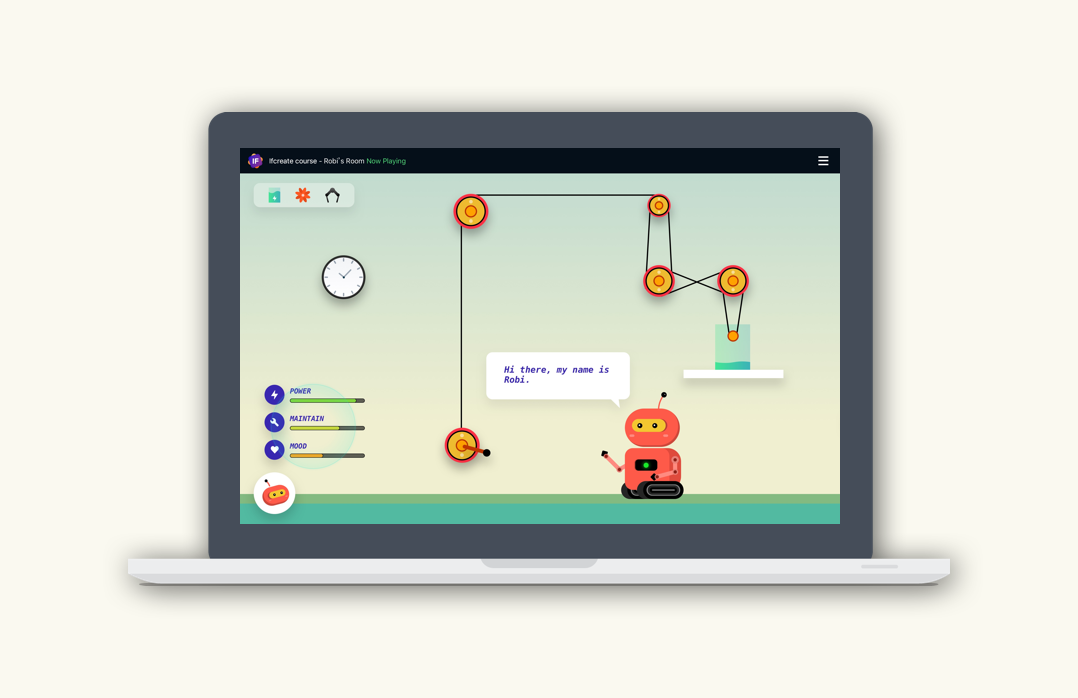 IF
Ifcreate course - Robi's Room Now Playing
Hi there, my name is
Robi.
POWER
MAINTAIN
MOOD